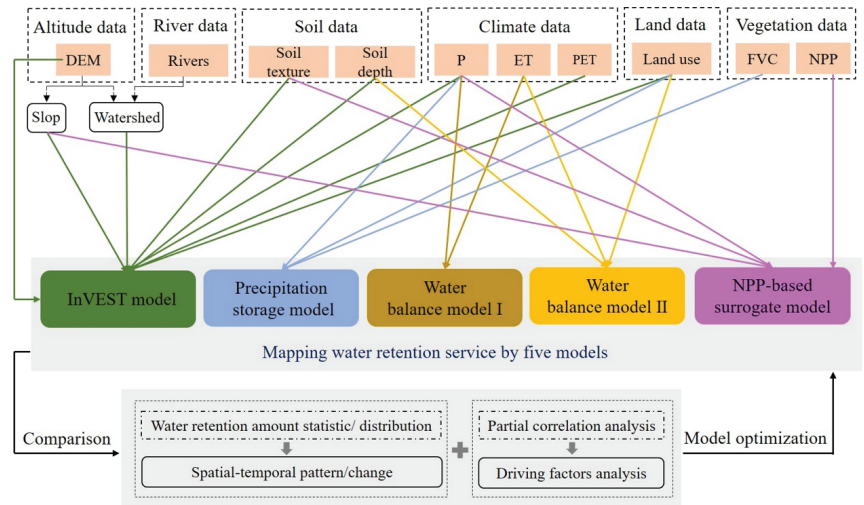 Altitude data
River data
Soil data
Climate data
Land data
Vegetation data
DEM
Rivers
Soil
texture
Soil
depth
P
ET
PET
Land use
FVC
NPP
Slop
Watershed
InVEST model
Precipitation
storage model
Water
balance model I
Water
balance model II
NPP-based
surrogate model
Mapping water retention service by five models
Comparison
Water retention amount statistic/ distribution
Spatial-temporal pattern/change
Partial correlation analysis
Driving factors analysis
Model optimization